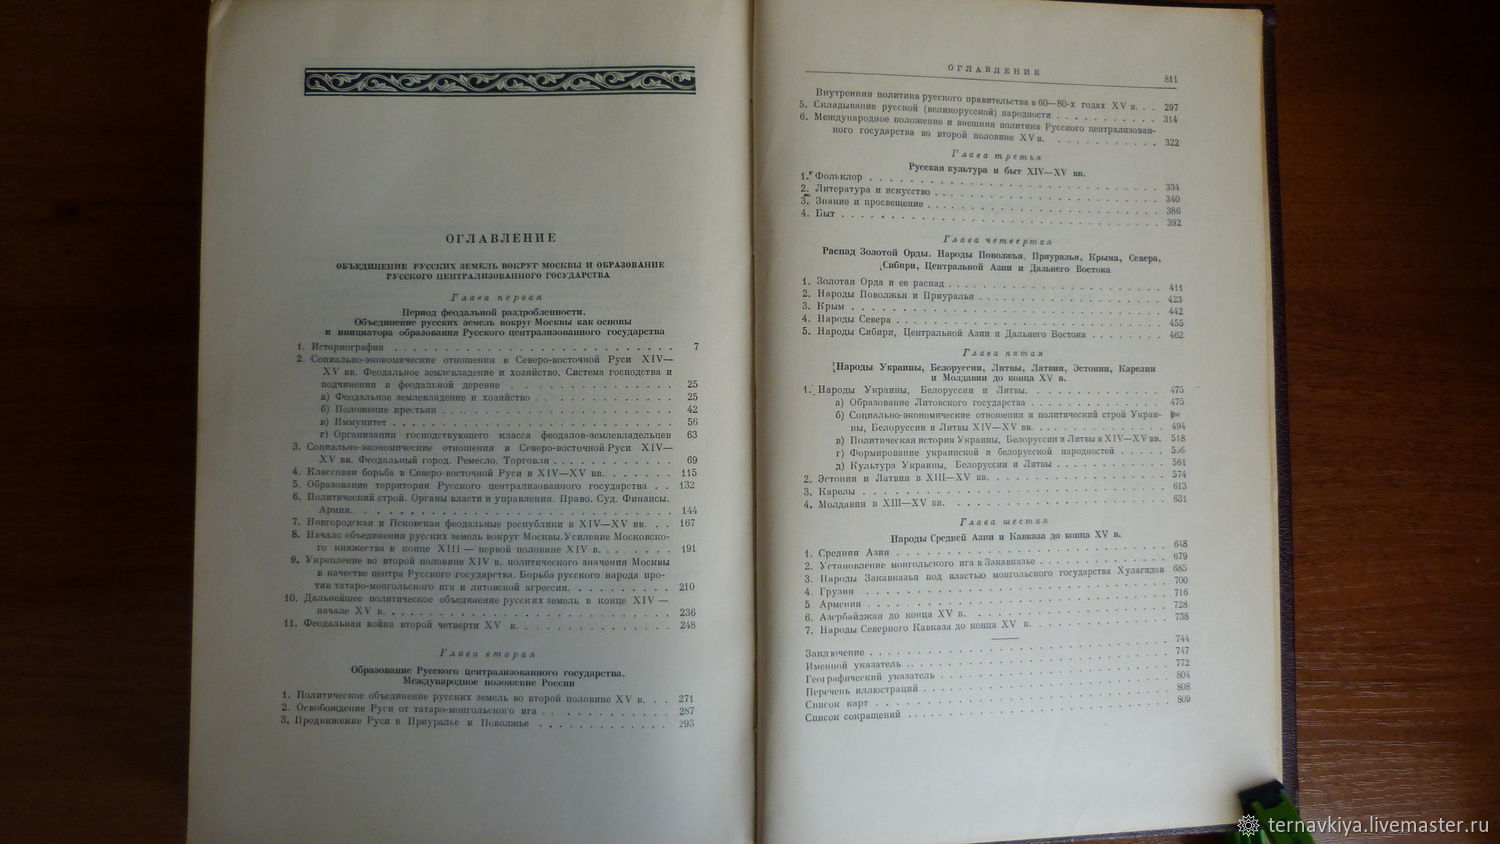 ОГЛАВЛЕНИЕ
ОБЪЕДИНЕНИЕ РУССКИХ ЗЕМЕЛЬ ВОКРУГ МОСКВЫ И ОБРАЗОВАНИЕ
РУССКОГО ЦЕНТРАЛИЗОВАННОГО ГОСУДАРСТВА
Глава первая
Период феодальной раздробленности.
Объединение русских земель вокруг Москвы как основы
и инициатора образования Русского централизованного государства
1. Историография . . . 7
2. Социально-экономические отношения в Северо-восточной Руси XIV—
XV вв. Феодальное землевладение и хозяйство. Система господства и
подчинения в феодальной деревне . . . 25
а) Феодальное землевладение и хозяйство . . . 25
б) Положение крестьян . . . 42
в) Иммунитет . . . 56
г) Организация господствующего класса феодалов-землевладельцев 63
3. Социально-экономические отношения в Северо-восточной Руси XIV—
XV вв. Феодальный город. Ремесло. Торговля . . . 69
4. Классовая борьба в Северо-восточной Руси в XIV—XV вв. . . . 115
5. Образование территории Русского централизованного государства . . 132
6. Политический строй. Органы власти и управления. Право. Суд. Финансы.
Армия. . . . 144
7. Новгородская и Псковская феодальные республики в XIV—XV вв. . . 167
8. Начало объединения русских земель вокруг Москвы. Усиление Московско-
го княжества в конце XIII — первой половине XIV в. . . . 191
9. Укрепление во второй половине XIV в. политического значения Москвы
в качестве центра Русского государства. Борьба русского народа про-
тив татаро-монгольского ига и литовской агрессии. . . . 210
10. Дальнейшее политическое объединение русских земель в конце XIV —
начале XV в. . . . 236
11. Феодальная война второй четверти XV в. . . . 248
Глава вторая
Образование Русского централизованного государства.
Международное положение России
1. Политическое объединение русских земель во второй половине XV в. . . 271
2. Освобождение Руси от татаро-монгольского ига . . . 287
3. Продвижение Руси в Приуралье и Поволжье . . . 293
ОГЛАВЛЕНИЕ 811
Внутренняя политика русского правительства в 60—80-х годах XV в. . . 297
5. Складывание русской (великорусской) народности . . . 314
6. Международное положение и внешняя политика Русского централизован-
ного государства во второй половине XV в. . . . 322
Глава третья
Русская культура и быт XIV—XV вв.
1. Фольклор . . . 334
2. Литература и искусство . . . 340
3. Знание и просвещение . . . 386
4. Быт . . . 392
Глава четвертая
Распад Золотой Орды. Народы Поволжья, Приуралья, Крыма, Севера,
Сибири, Центральной Азии и Дальнего Востока
1. Золотая Орда и ее распад . . . 411
2. Народы Поволжья и Приуралья . . . 423
3. Крым . . . 442
4. Народы Севера . . . 455
5. Народы Сибири, Центральной Азии и Дальнего Востока . . . 462
Глава пятая
Народы Украины, Белоруссии, Литвы, Латвии, Эстонии, Карелии
и Молдавии до конца XV в.
1. Народы Украины, Белоруссии и Литвы. . . . 475
а) Образование Литовского государства . . . 475
б) Социально-экономические отношения и политический строй Украи-
ны, Белоруссии и Литвы XIV—XV вв. . . . 494
в) Политическая история Украины, Белоруссии и Литвы в XIV—XV вв. 518
г) Формирование украинской и белорусской народностей . . . 556
д) Культура Украины, Белоруссии и Литвы . . . 561
2. Эстония и Латвия в XIII—XV вв. . . . 574
3. Карелы . . . 613
4. Молдавия в XIII—XV вв. . . . 631
Глава шестая
Народы Средней Азии и Кавказа до конца XV в.
1. Средняя Азия . . . 648
2. Установление монгольского ига в Закавказье . . . 679
3. Народы Закавказья под властью монгольского государства Хулагидов 685
4. Грузия . . . 700
5. Армения . . . 716
6. Азербайджан до конца XV в. . . . 728
7. Народы Северного Кавказа до конца XV в. . . . 738
Заключение . . . 744
Именной указатель . . . 747
Географический указатель . . . 772
Перечень иллюстраций . . . 804
Список карт . . . 808
Список сокращений . . . 809
ternavkiya.livemaster.ru